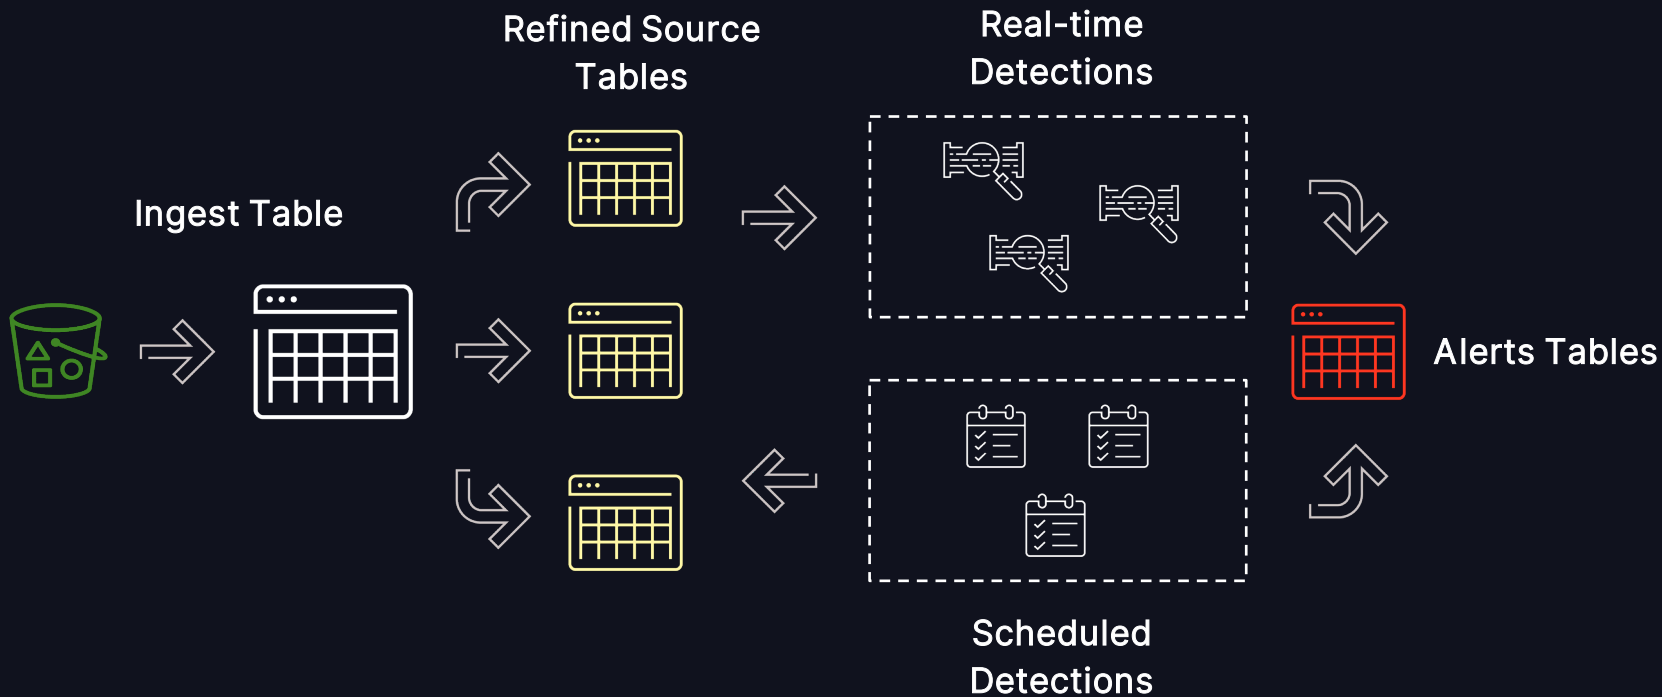 Refined Source
Tables
Real-time
Detections
Ingest Table
Alerts Tables
Scheduled
Detections